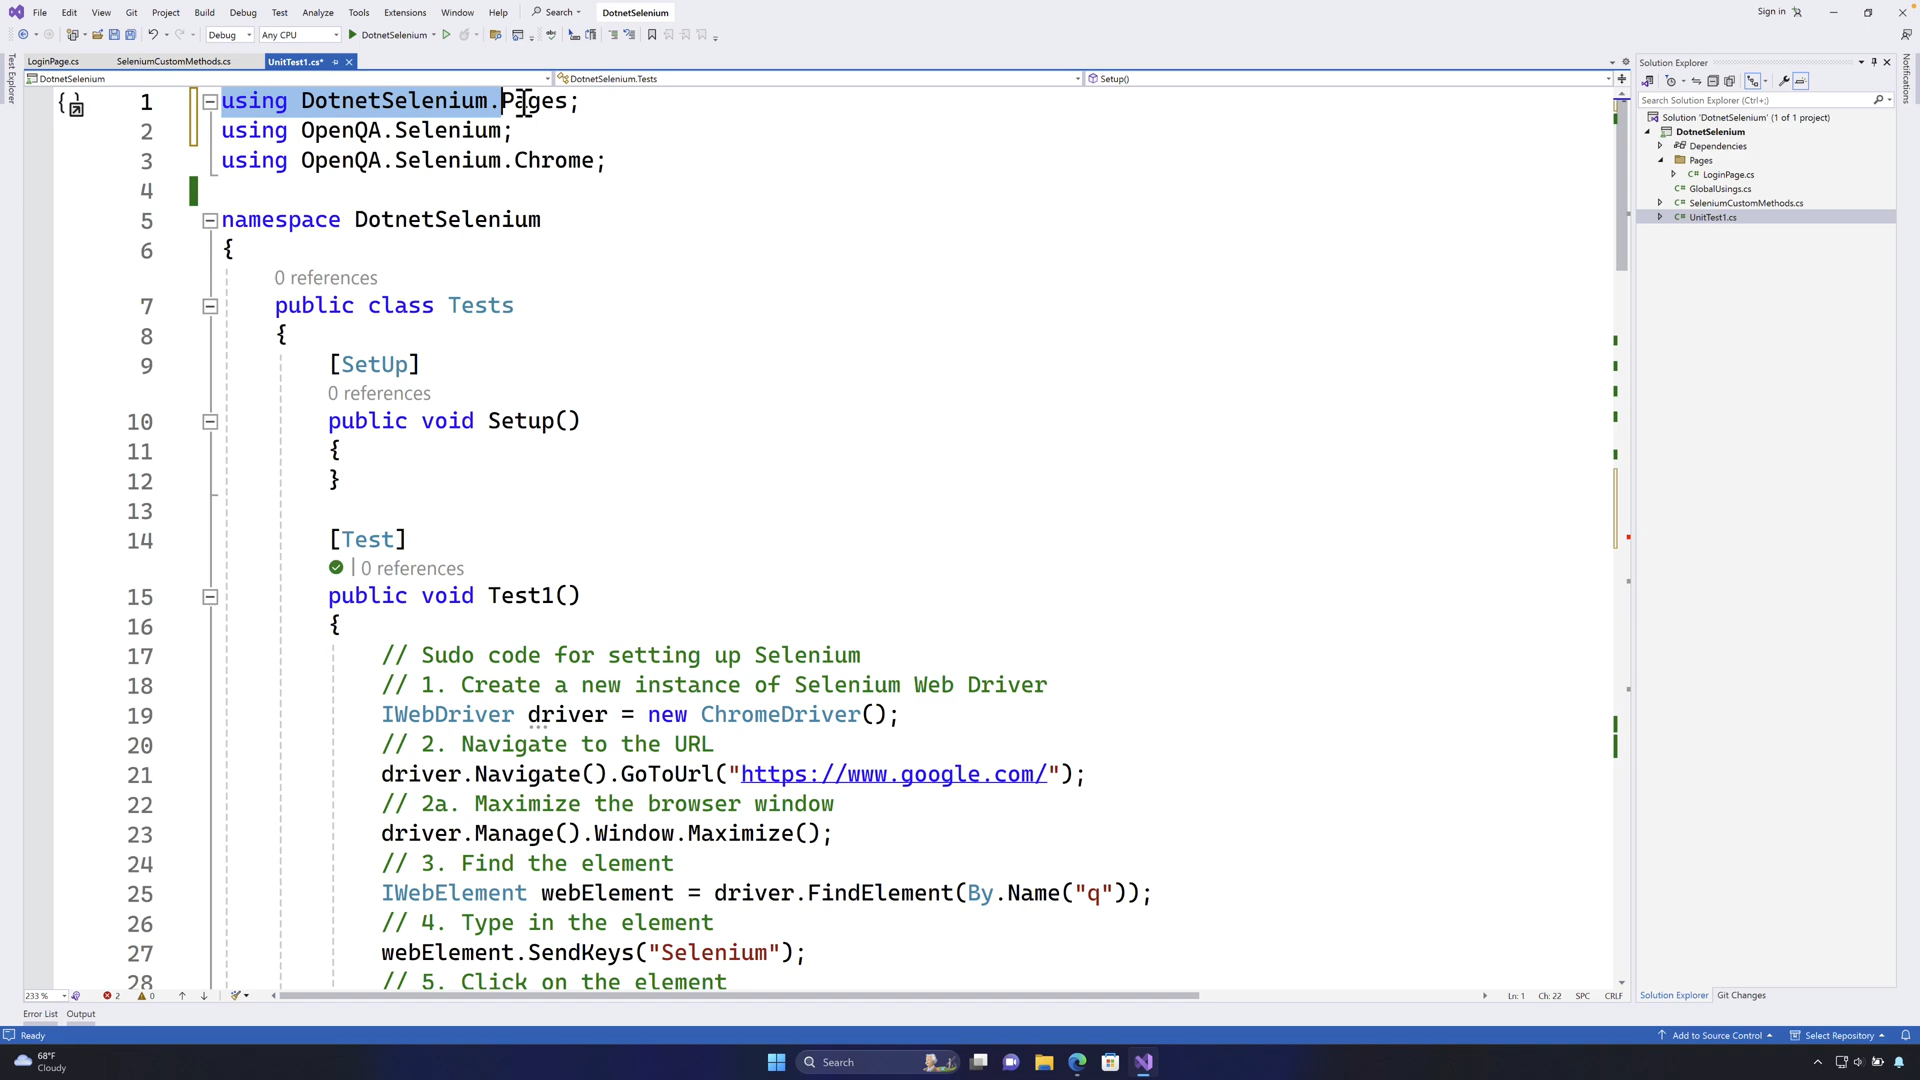 File Edit View Git Project Build Debug Test Analyze Tools Extensions Window Help Search DotnetSelenium Sign in
Debug Any CPU DotnetSelenium
Test Explorer
LoginPage.cs SeleniumCustomMethods.cs UnitTest1.cs*
DotnetSelenium DotnetSelenium.Tests Setup()
1 using DotnetSelenium.Pages;
2 using OpenQA.Selenium;
3 using OpenQA.Selenium.Chrome;
4
5 namespace DotnetSelenium
6 {
0 references
7 public class Tests
8 {
9 [SetUp]
0 references
10 public void Setup()
11 {
12 }
13
14 [Test]
0 references
15 public void Test1()
16 {
17 // Sudo code for setting up Selenium
18 // 1. Create a new instance of Selenium Web Driver
19 IWebDriver driver = new ChromeDriver();
20 // 2. Navigate to the URL
21 driver.Navigate().GoToUrl("https://www.google.com/");
22 // 2a. Maximize the browser window
23 driver.Manage().Window.Maximize();
24 // 3. Find the element
25 IWebElement webElement = driver.FindElement(By.Name("q"));
26 // 4. Type in the element
27 webElement.SendKeys("Selenium");
28 // 5. Click on the element
233 % 2 0 Ln: 1 Ch: 22 SPC CRLF
Error List Output
Solution Explorer
Search Solution Explorer (Ctrl+;)
Solution 'DotnetSelenium' (1 of 1 project)
DotnetSelenium
Dependencies
Pages
C# LoginPage.cs
C# GlobalUsings.cs
C# SeleniumCustomMethods.cs
C# UnitTest1.cs
Solution Explorer Git Changes
Notifications
Ready Add to Source Control Select Repository
68°F
Cloudy
Search